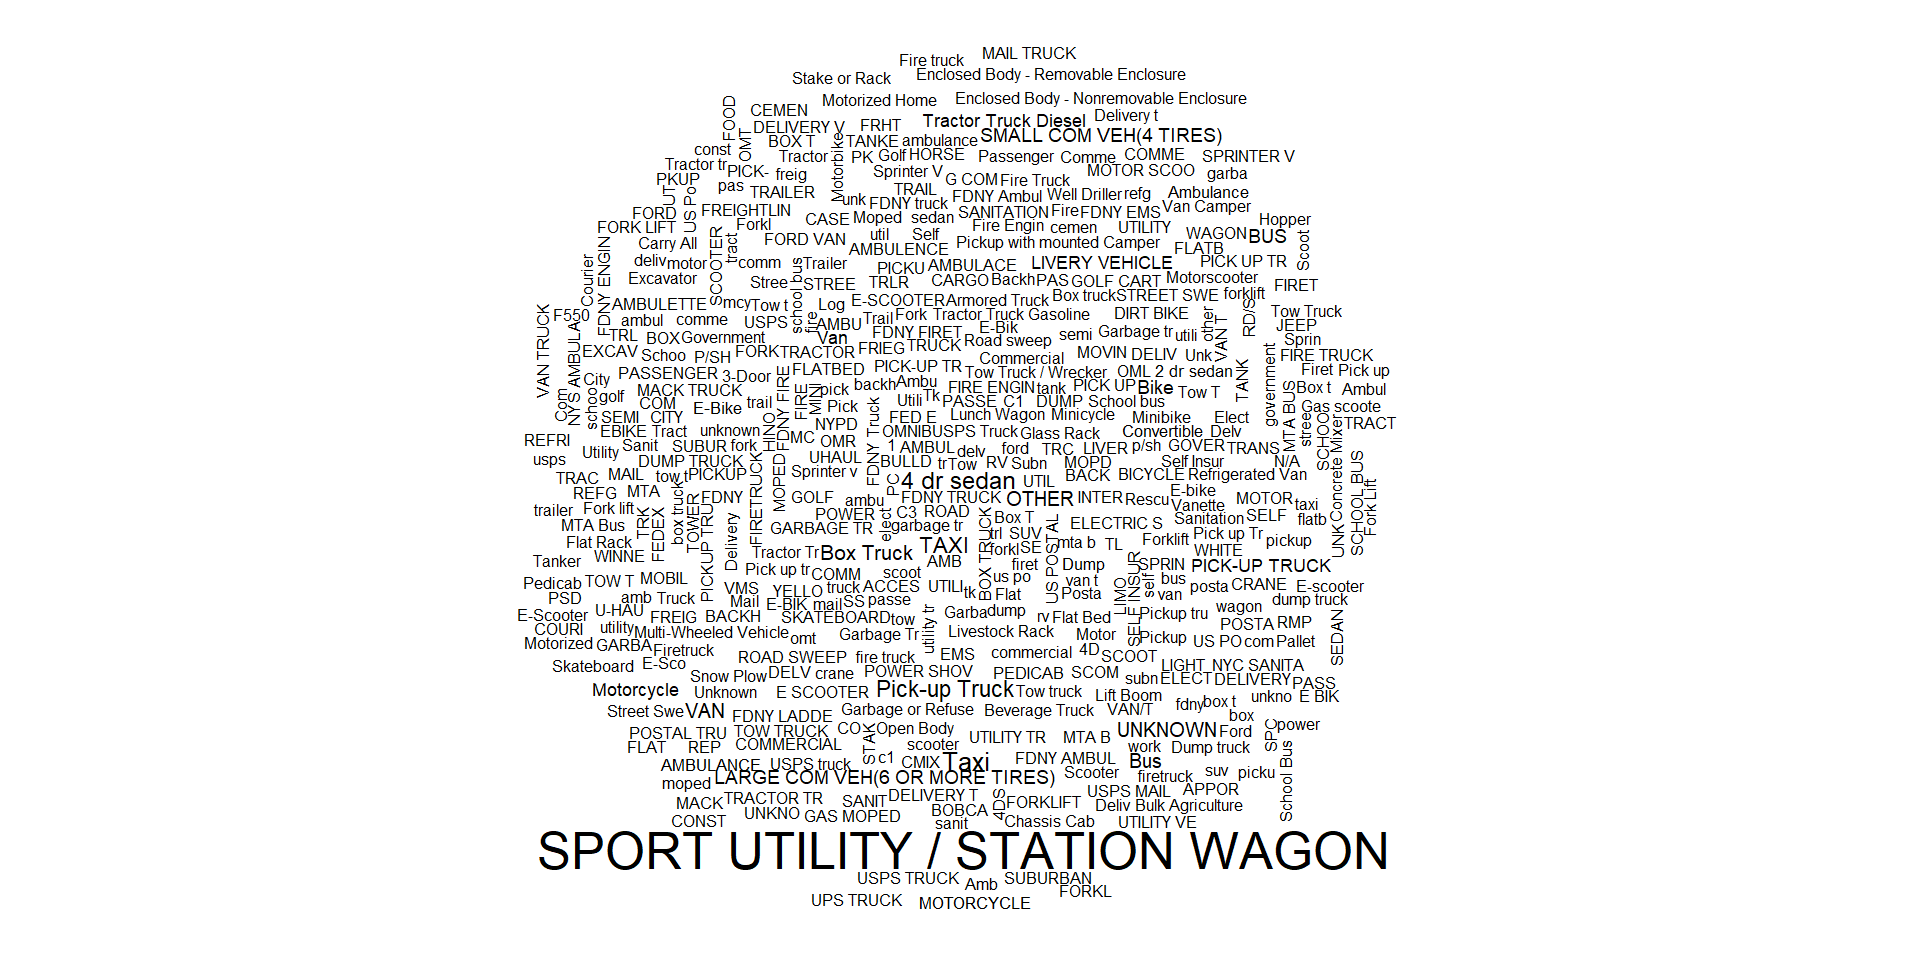 MAIL TRUCK
Fire truck
Enclosed Body - Removable Enclosure
Stake or Rack
Motorized Home
Enclosed Body - Nonremovable Enclosure
FOOD
CEMEN
Delivery t
Tractor Truck Diesel
DELIVERY V
FRHT
SMALL COM VEH(4 TIRES)
OMT
BOX T
Motorbike
TANKE
ambulance
const
Tractor
PK
Golf
HORSE
Passenger
Comme
COMME
SPRINTER V
Tractor tr
PICK-
freig
Sprinter V
MOTOR SCOO
garba
PKUP
pas
G COM
Fire Truck
TRAILER
TRAIL
UT
US Po
unk
FDNY truck
FDNY Ambul
Well Driller
refg
Ambulance
FORD
FREIGHTLIN
CASE
Moped
sedan
SANITATION
Fire
FDNY EMS
Van Camper
FORK LIFT
Forkl
Fire Engin
cemen
UTILITY
Hopper
Carry All
SCOOTER
tract
FORD VAN
util
Self
WAGON
BUS
Scoot
AMBULENCE
Pickup with mounted Camper
FLATB
Courier
FDNY ENGIN
deliv
motor
comm
school bus
Trailer
PICKU
AMBULACE
LIVERY VEHICLE
PICK UP TR
Excavator
Stree
STREE
TRLR
CARGO
Backh
PAS
GOLF CART
Motorscooter
FIRET
AMBULETTE
mcy
Tow t
Log
E-SCOOTER
Armored Truck
Box truck
STREET SWE
forklift
VAN TRUCK
F550
ambul
comme
USPS
fire
AMBU
Trail
Fork
Tractor Truck Gasoline
DIRT BIKE
other
VAN T
RD/S
Tow Truck
NYS AMBULA
TRL
BOX
Government
Van
FDNY FIRET
E-Bik
semi
Garbage tr
utili
JEEP
EXCAV
Schoo
P/SH
FORK
TRACTOR
FRIEG
TRUCK
Road sweep
Sprin
Commercial
MOVIN
DELIV
Unk
government
FIRE TRUCK
PASSENGER
3-Door
FDNY FIRE
FLATBED
PICK-UP TR
Tow Truck / Wrecker
OML
2 dr sedan
TANK
Firet
Pick up
City
MACK TRUCK
FIRE
MINI
pick
backh
Ambu
FIRE ENGIN
tank
PICK UP
Bike
Tow T
MTA BUS
Box t
Ambul
Com
schoo
golf
COM
E-Bike
trail
Pick
FDNY Truck
Utili
Tk
PASSE
C1
DUMP
School bus
Gas scoote
SEMI
CITY
HINO
NYPD
FED E
Lunch Wagon
Minicycle
Minibike
Elect
street
SCHOO
Concrete Mixer
TRACT
EBIKE
Tract
unknown
MC
OMR
OMNIBUS
PS Truck
Glass Rack
Convertible
Delv
REFRI
Utility
Sanit
SUBUR
fork
1
AMBUL
delv
ford
TRC
LIVER
p/sh
GOVER
TRANS
usps
DUMP TRUCK
FIRETRUCK
MOPED
UHAUL
BULLD
tr
Tow
RV
Subn
MOPD
Self Insur
N/A
SCHOOL BUS
TRAC
MAIL
tow t
PICKUP
Sprinter v
PC
4 dr sedan
UTIL
BACK
BICYCLE
Refrigerated Van
Fork Lift
REFG
MTA
box truck
FDNY
GOLF
ambu
FDNY TRUCK
OTHER
INTER
Rescu
E-bike
Vanette
MOTOR
taxi
trailer
Fork lift
TRK
FEDEX
TOWER
PICKUP TRU
Delivery
POWER
elect
C3
ROAD
BOX TRUCK
Box T
US POSTAL
Sanitation
SELF
flatb
UNK
MTA Bus
GARBAGE TR
garbage tr
trl
SUV
ELECTRIC S
Flat Rack
TAXI
forkl
SE
mta b
TL
Forklift
Pick up Tr
pickup
Tanker
WINNE
Tractor Tr
Box Truck
AMB
firet
Dump
SELF INSUR
SPRIN
WHITE
PICK-UP TRUCK
Pick up tr
COMM
scoot
us po
van t
LIMO
self
bus
Pedicab
TOW T
MOBIL
VMS
YELLO
truck
ACCES
UTILI
tk
Flat
Posta
van
posta
CRANE
E-scooter
PSD
amb
Truck
Mail
E-BIK
mail
SS
passe
dump truck
E-Scooter
U-HAU
FREIG
BACKH
SKATEBOARD
tow
utility tr
Garba
dump
rv
Flat Bed
Pickup tru
wagon
COURI
utility
Multi-Wheeled Vehicle
omt
Garbage Tr
Livestock Rack
Motor
POSTA
RMP
SEDAN
Motorized
GARBA
Firetruck
Pickup
US PO
com
Pallet
ROAD SWEEP
fire truck
EMS
commercial
4D
SCOOT
Skateboard
E-Sco
Snow Plow
DELV
crane
POWER SHOV
PEDICAB
SCOM
LIGHT
NYC SANITA
Motorcycle
Unknown
E SCOOTER
Pick-up Truck
Tow truck
Lift Boom
subn
ELECT
DELIVERY
PASS
Street Swe
VAN
FDNY LADDE
Garbage or Refuse
Beverage Truck
VAN/T
fdny
box t
unkno
E BIK
POSTAL TRU
TOW TRUCK
CO
STAK
Open Body
UTILITY TR
MTA B
UNKNOWN
Ford
box
SPC
power
FLAT
REP
COMMERCIAL
scooter
work
Dump truck
AMBULANCE
USPS truck
c1
CMIX
Taxi
FDNY AMBUL
Bus
School Bus
moped
LARGE COM VEH(6 OR MORE TIRES)
Scooter
firetruck
suv
picku
MACK
TRACTOR TR
SANIT
DELIVERY T
4DS
FORKLIFT
USPS MAIL
APPOR
CONST
UNKNO
GAS MOPED
BOBCA
Deliv
Bulk Agriculture
sanit
Chassis Cab
UTILITY VE
SPORT UTILITY / STATION WAGON
USPS TRUCK
Amb
SUBURBAN
FORKL
UPS TRUCK
MOTORCYCLE